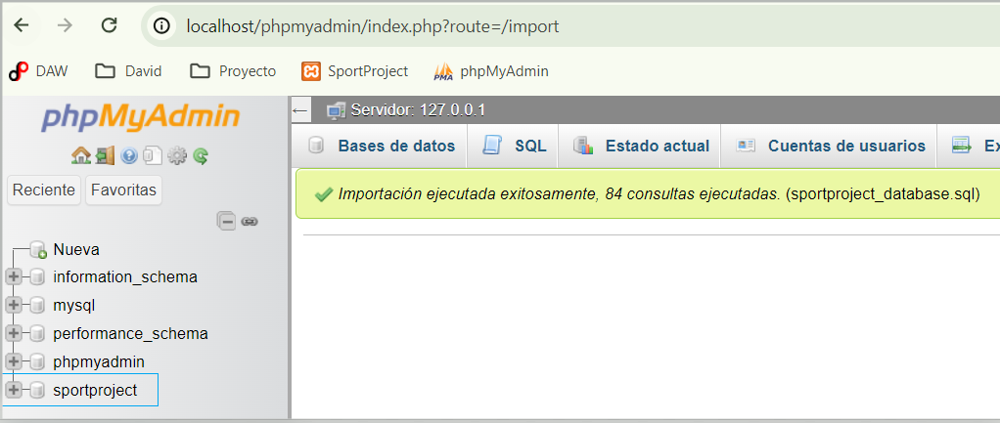 localhost/phpmyadmin/index.php?route=/import
DAW David Proyecto SportProject phpMyAdmin
phpMyAdmin
Servidor: 127.0.0.1
Bases de datos SQL Estado actual Cuentas de usuarios Ex
Importación ejecutada exitosamente, 84 consultas ejecutadas. (sportproject_database.sql)
Reciente Favoritas
Nueva
information_schema
mysql
performance_schema
phpmyadmin
sportproject